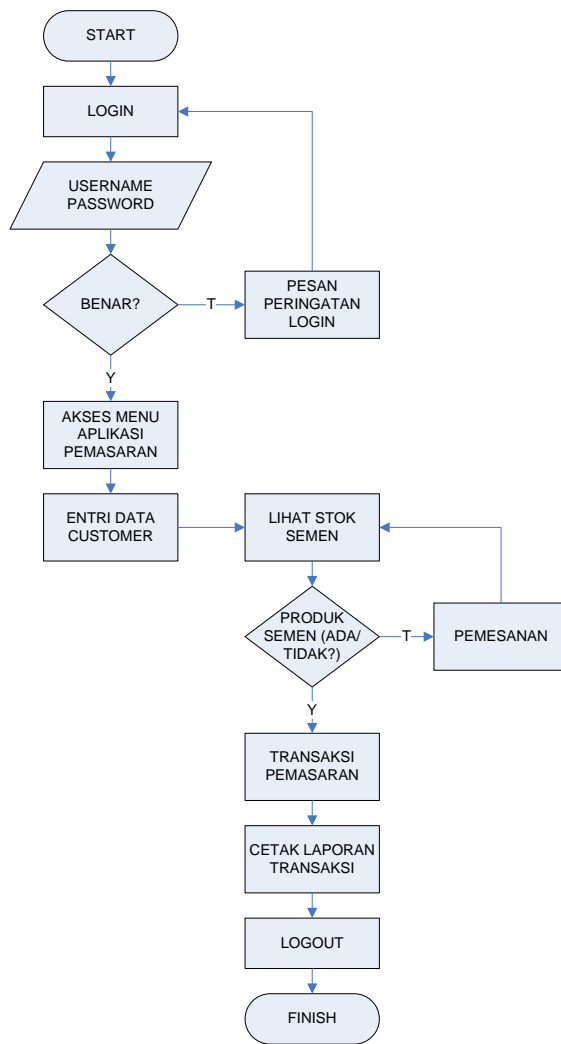 START
LOGIN
USERNAME
PASSWORD
BENAR?
T
PESAN
PERINGATAN
LOGIN
Y
AKSES MENU
APLIKASI
PEMASARAN
ENTRI DATA
CUSTOMER
LIHAT STOK
SEMEN
PRODUK
SEMEN (ADA/
TIDAK?)
T
PEMESANAN
Y
TRANSAKSI
PEMASARAN
CETAK LAPORAN
TRANSAKSI
LOGOUT
FINISH